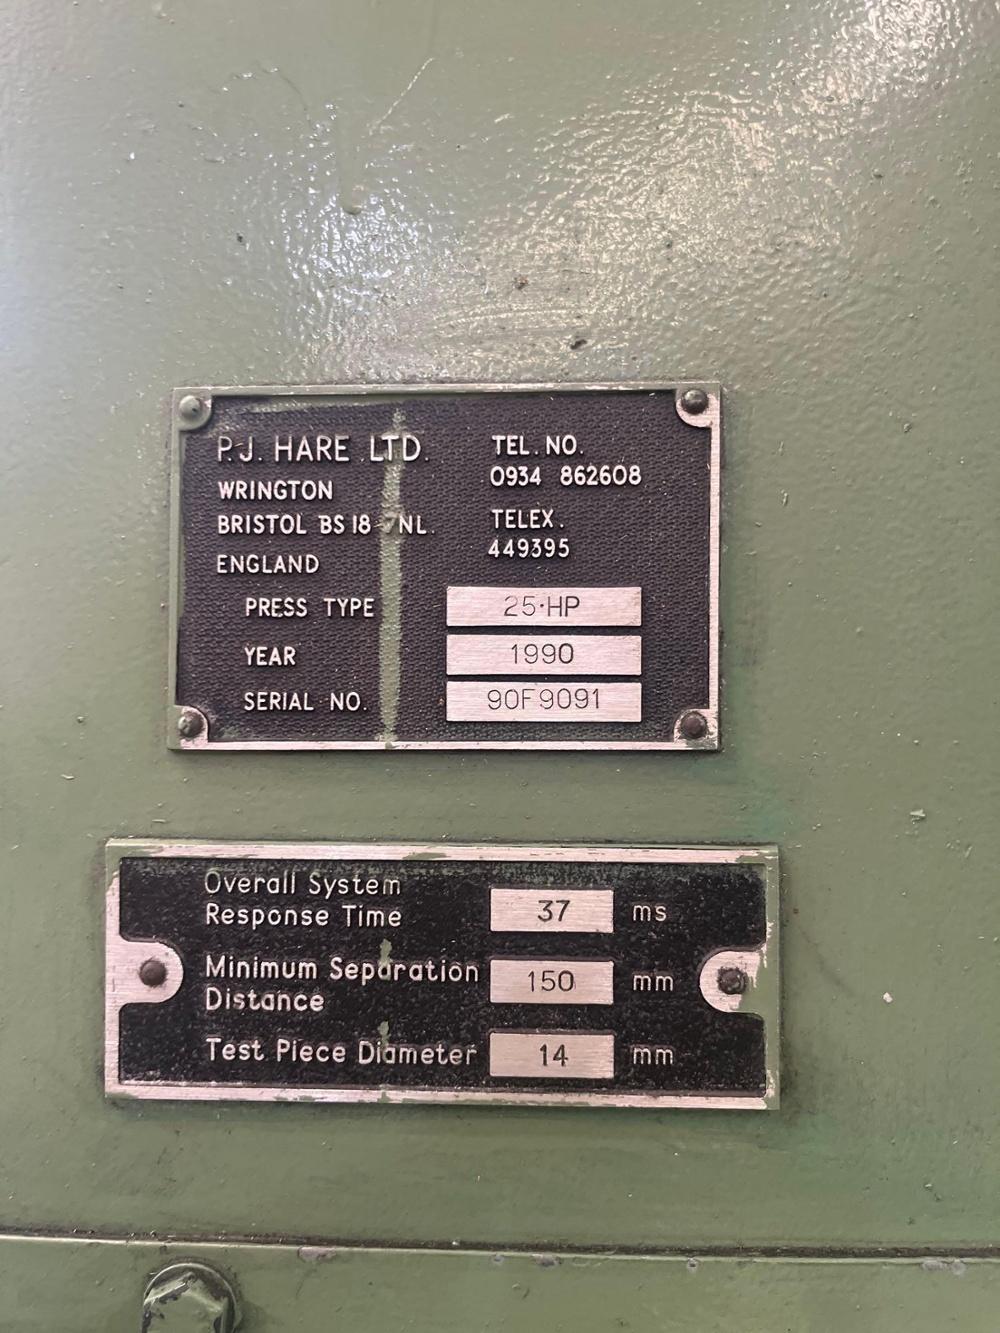 P.J. HARE LTD.
WRINGTON
BRISTOL BS18 7NL.
ENGLAND
TEL. NO.
0934 862608
TELEX.
449395
PRESS TYPE 25·HP
YEAR 1990
SERIAL NO. 90F9091
Overall System
Response Time 37 ms
Minimum Separation
Distance 150 mm
Test Piece Diameter 14 mm